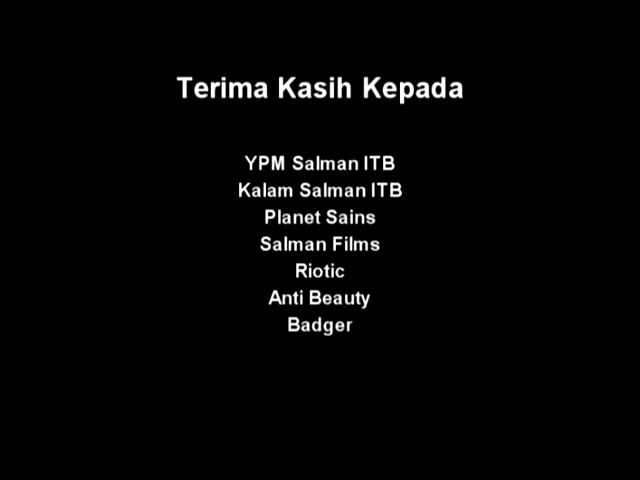 Terima Kasih Kepada
YPM Salman ITB
Kalam Salman ITB
Planet Sains
Salman Films
Riotic
Anti Beauty
Badger